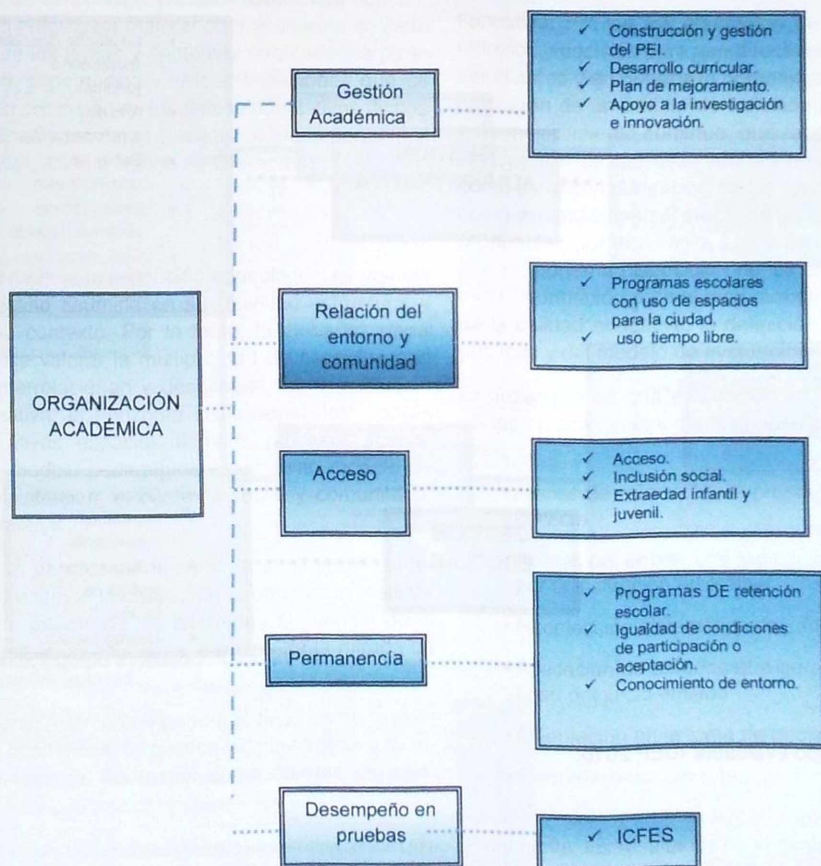 ORGANIZACIÓN
ACADÉMICA
Gestión
Académica
✓ Construcción y gestión
del PEI.
✓ Desarrollo curricular.
✓ Plan de mejoramiento.
✓ Apoyo a la investigación
e innovación.
Relación del
entorno y
comunidad
✓ Programas escolares
con uso de espacios
para la ciudad.
✓ uso tiempo libre.
Acceso
✓ Acceso.
✓ Inclusión social.
✓ Extraedad infantil y
juvenil.
Permanencía
✓ Programas DE retención
escolar.
✓ Igualdad de condiciones
de participación o
aceptación.
✓ Conocimiento de entorno.
Desempeño en
pruebas
✓ ICFES